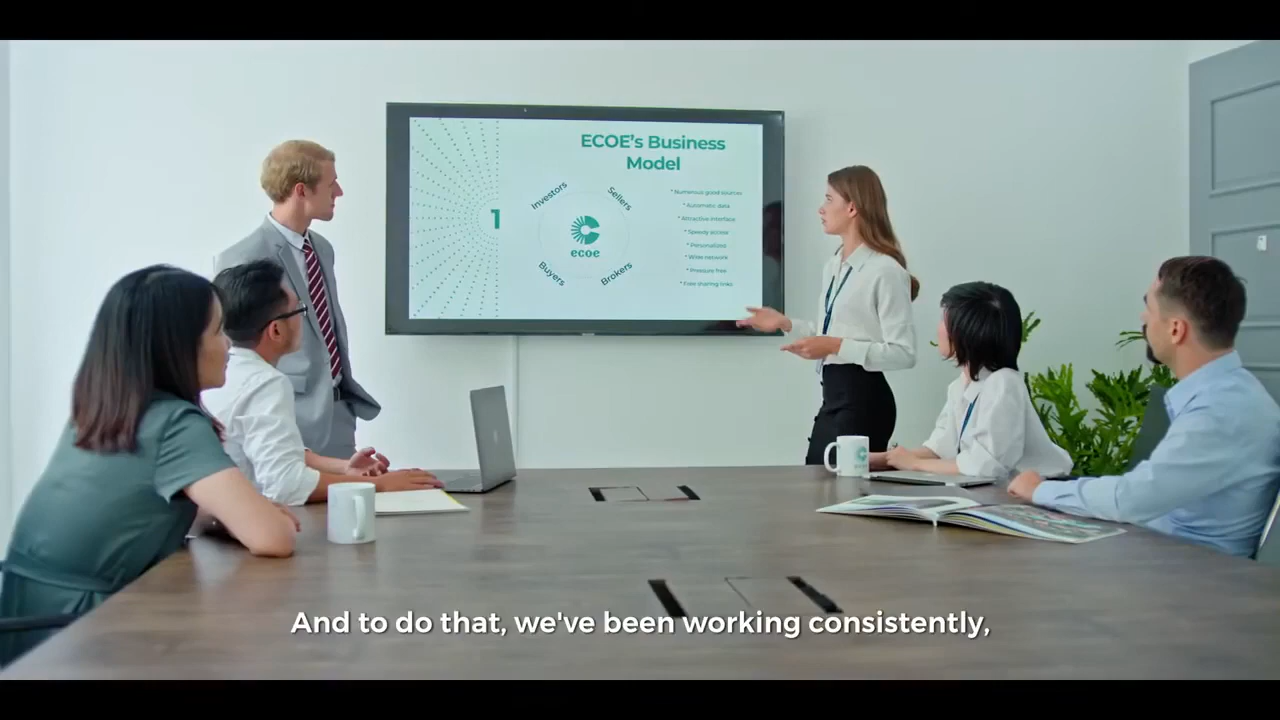 ECOE's Business
Model
1
Investors
Sellers
ecoe
Buyers
Brokers
* Numerous good sources
* Automatic data
* Attractive interface
* Speedy access
* Personalized
* Wide network
* Pressure free
* Free sharing links
And to do that, we've been working consistently,